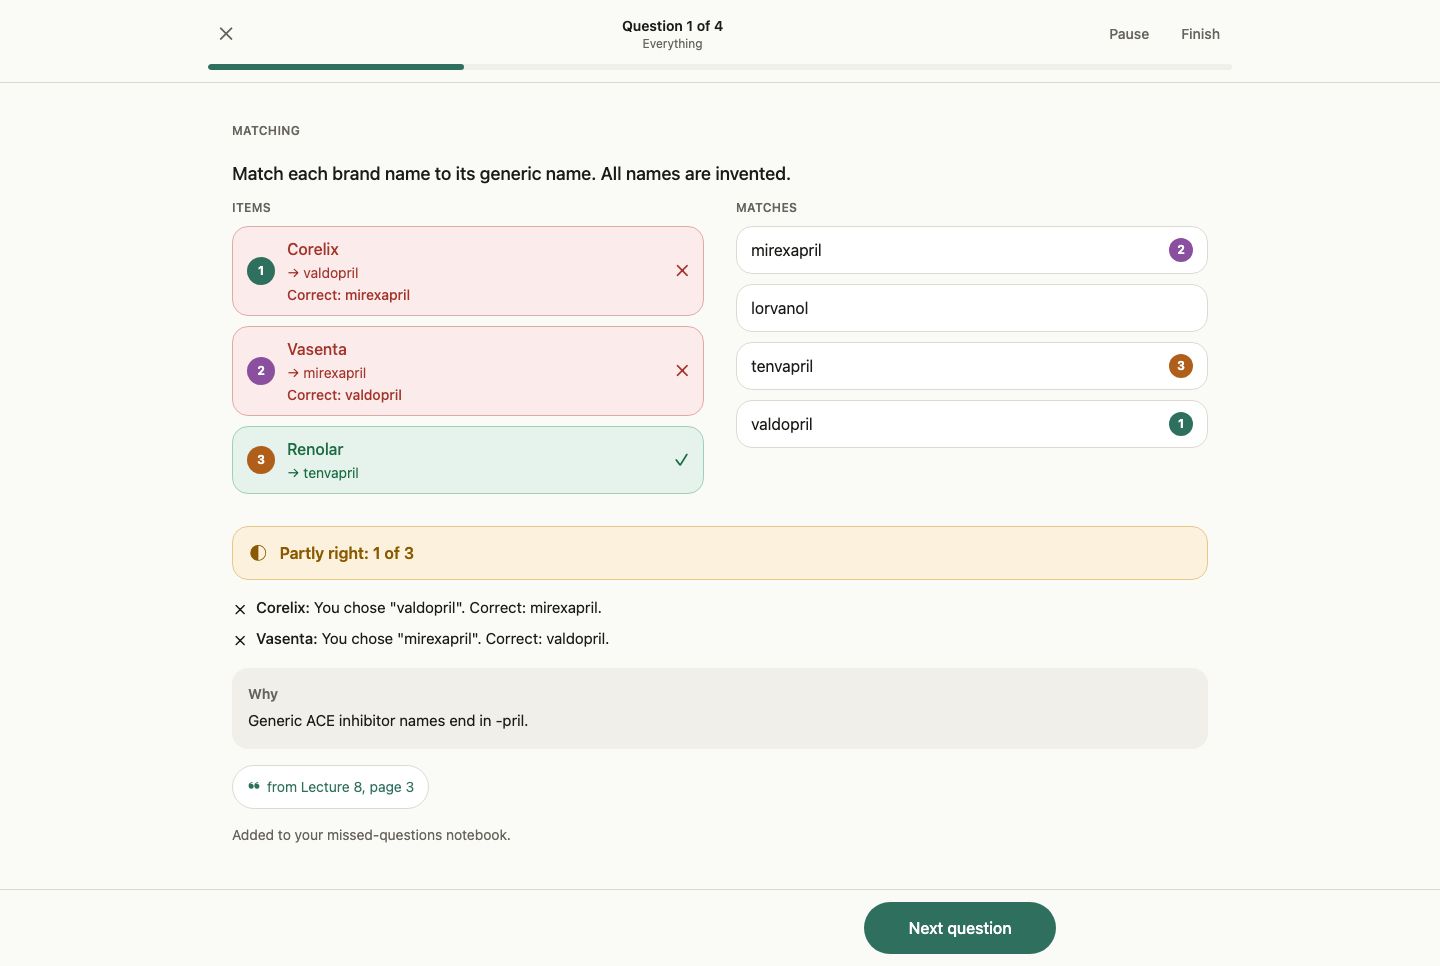 Question 1 of 4
Everything
Pause
Finish
MATCHING
Match each brand name to its generic name. All names are invented.
ITEMS
1
Corelix
→ valdopril
Correct: mirexapril
2
Vasenta
→ mirexapril
Correct: valdopril
3
Renolar
→ tenvapril
MATCHES
mirexapril 2
lorvanol
tenvapril 3
valdopril 1
Partly right: 1 of 3
Corelix: You chose "valdopril". Correct: mirexapril.
Vasenta: You chose "mirexapril". Correct: valdopril.
Why
Generic ACE inhibitor names end in -pril.
❝ from Lecture 8, page 3
Added to your missed-questions notebook.
Next question